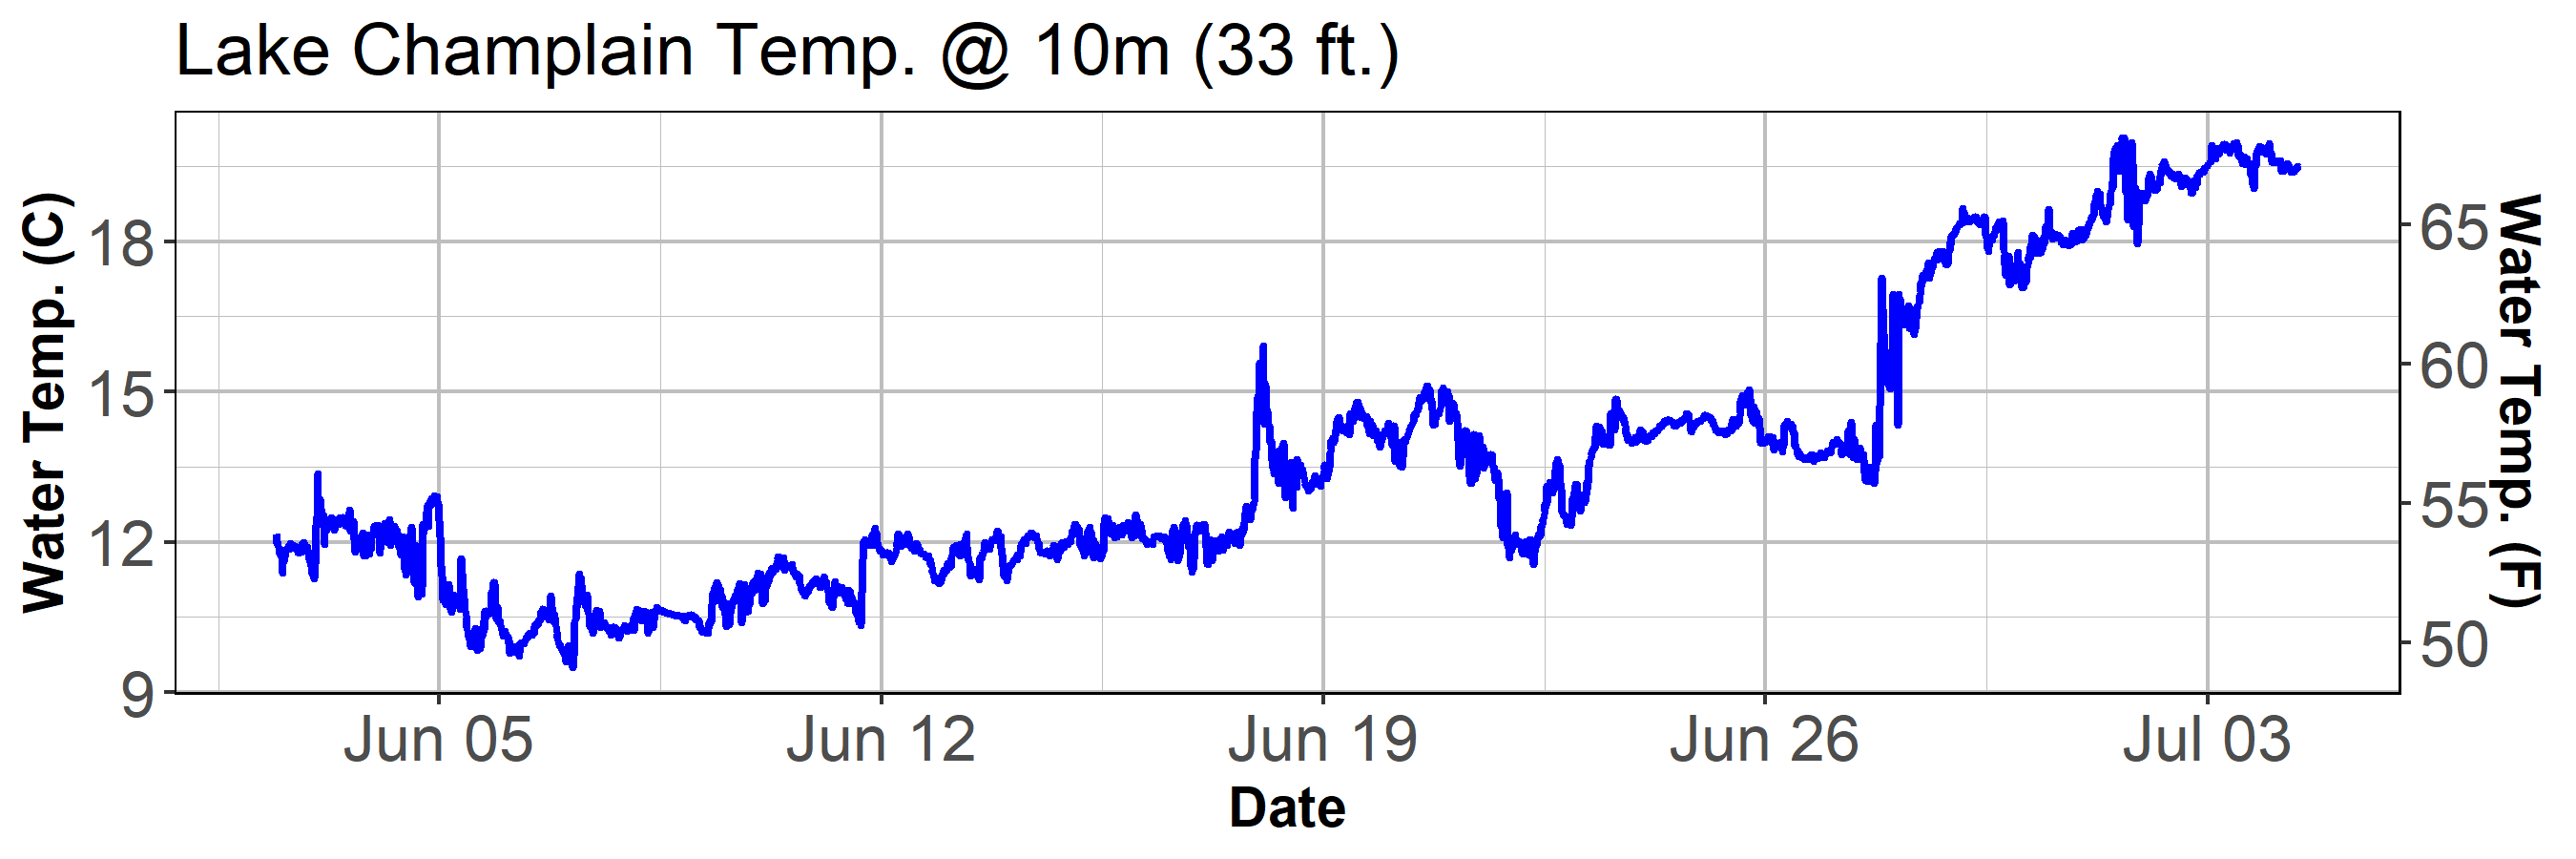 Lake Champlain Temp. @ 10m (33 ft.)
Water Temp. (C)
18
15
12
9
65
60
55
50
Water Temp. (F)
Jun 05 Jun 12 Jun 19 Jun 26 Jul 03
Date